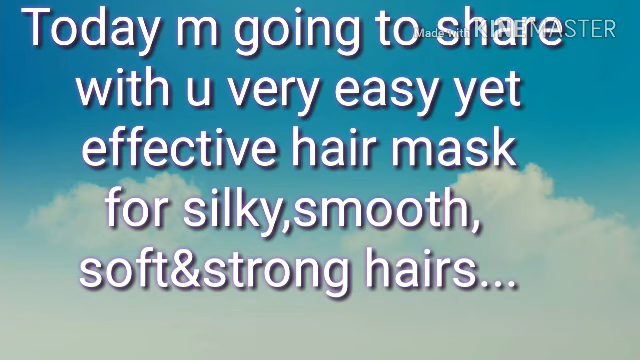 Today m going to share
Made with KINEMASTER
with u very easy yet
effective hair mask
for silky,smooth,
soft&strong hairs...